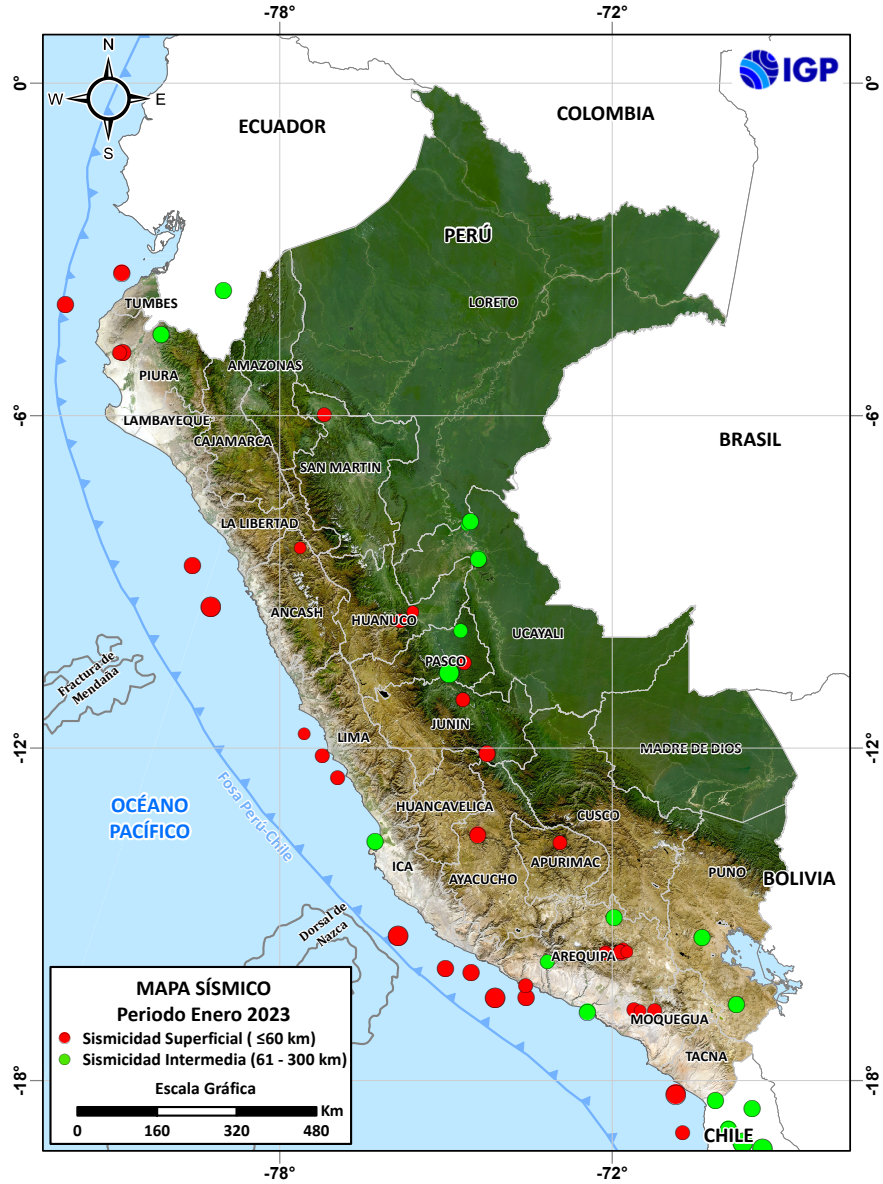 -78°
-72°
N
W
E
S
IGP
0°
0°
ECUADOR
COLOMBIA
PERÚ
TUMBES
LORETO
AMAZONAS
PIURA
-6°
-6°
LAMBAYEQUE
CAJAMARCA
BRASIL
SAN MARTIN
LA LIBERTAD
ANCASH
HUANUCO
UCAYALI
PASCO
Fractura de
Mendaña
JUNIN
LIMA
-12°
-12°
MADRE DE DIOS
OCÉANO
PACÍFICO
Fosa Perú-Chile
HUANCAVELICA
CUSCO
APURIMAC
ICA
AYACUCHO
PUNO
BOLIVIA
Dorsal de
Nazca
AREQUIPA
MOQUEGUA
TACNA
MAPA SÍSMICO
Periodo Enero 2023
Sismicidad Superficial ( ≤60 km)
Sismicidad Intermedia (61 - 300 km)
Escala Gráfica
Km
0 160 320 480
-18°
-18°
CHILE
-78°
-72°